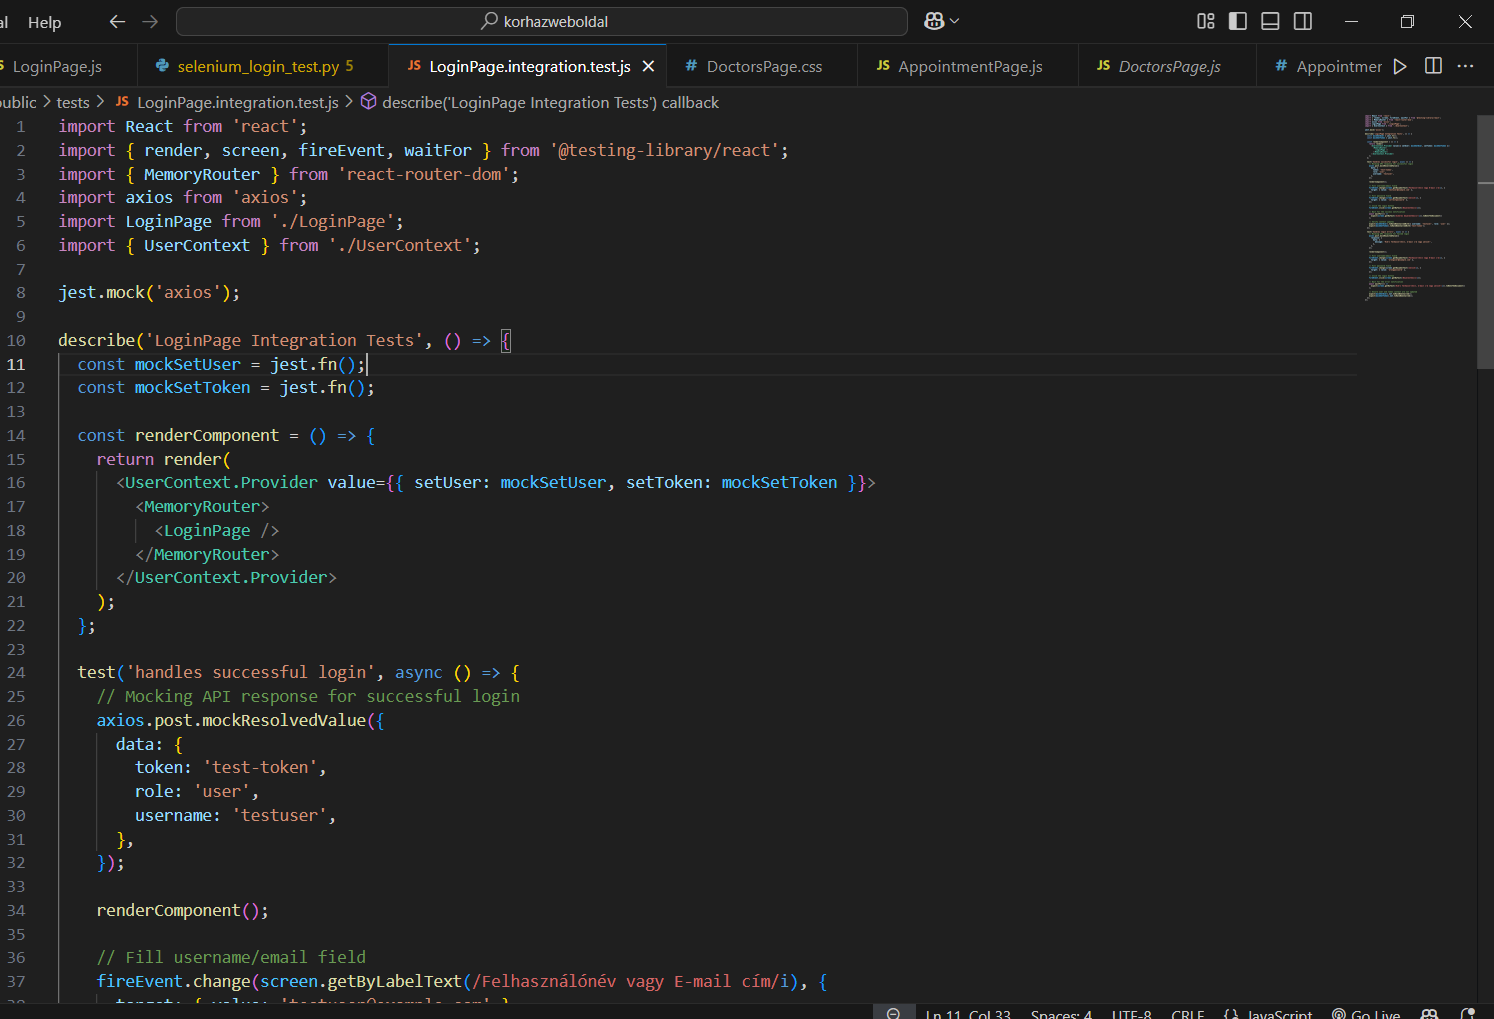 al Help korhazweboldal
LoginPage.js selenium_login_test.py 5 JS LoginPage.integration.test.js # DoctorsPage.css JS AppointmentPage.js JS DoctorsPage.js # Appointmer
public > tests > JS LoginPage.integration.test.js > describe('LoginPage Integration Tests') callback
1 import React from 'react';
2 import { render, screen, fireEvent, waitFor } from '@testing-library/react';
3 import { MemoryRouter } from 'react-router-dom';
4 import axios from 'axios';
5 import LoginPage from './LoginPage';
6 import { UserContext } from './UserContext';
7
8 jest.mock('axios');
9
10 describe('LoginPage Integration Tests', () => {
11 const mockSetUser = jest.fn();
12 const mockSetToken = jest.fn();
13
14 const renderComponent = () => {
15 return render(
16 <UserContext.Provider value={{ setUser: mockSetUser, setToken: mockSetToken }}>
17 <MemoryRouter>
18 <LoginPage />
19 </MemoryRouter>
20 </UserContext.Provider>
21 );
22 };
23
24 test('handles successful login', async () => {
25 // Mocking API response for successful login
26 axios.post.mockResolvedValue({
27 data: {
28 token: 'test-token',
29 role: 'user',
30 username: 'testuser',
31 },
32 });
33
34 renderComponent();
35
36 // Fill username/email field
37 fireEvent.change(screen.getByLabelText(/Felhasználónév vagy E-mail cím/i), {
38 target: { value: 'testuser@example.com' }
Ln 11, Col 33 Spaces: 4 UTF-8 CRLF {} JavaScript Go Live